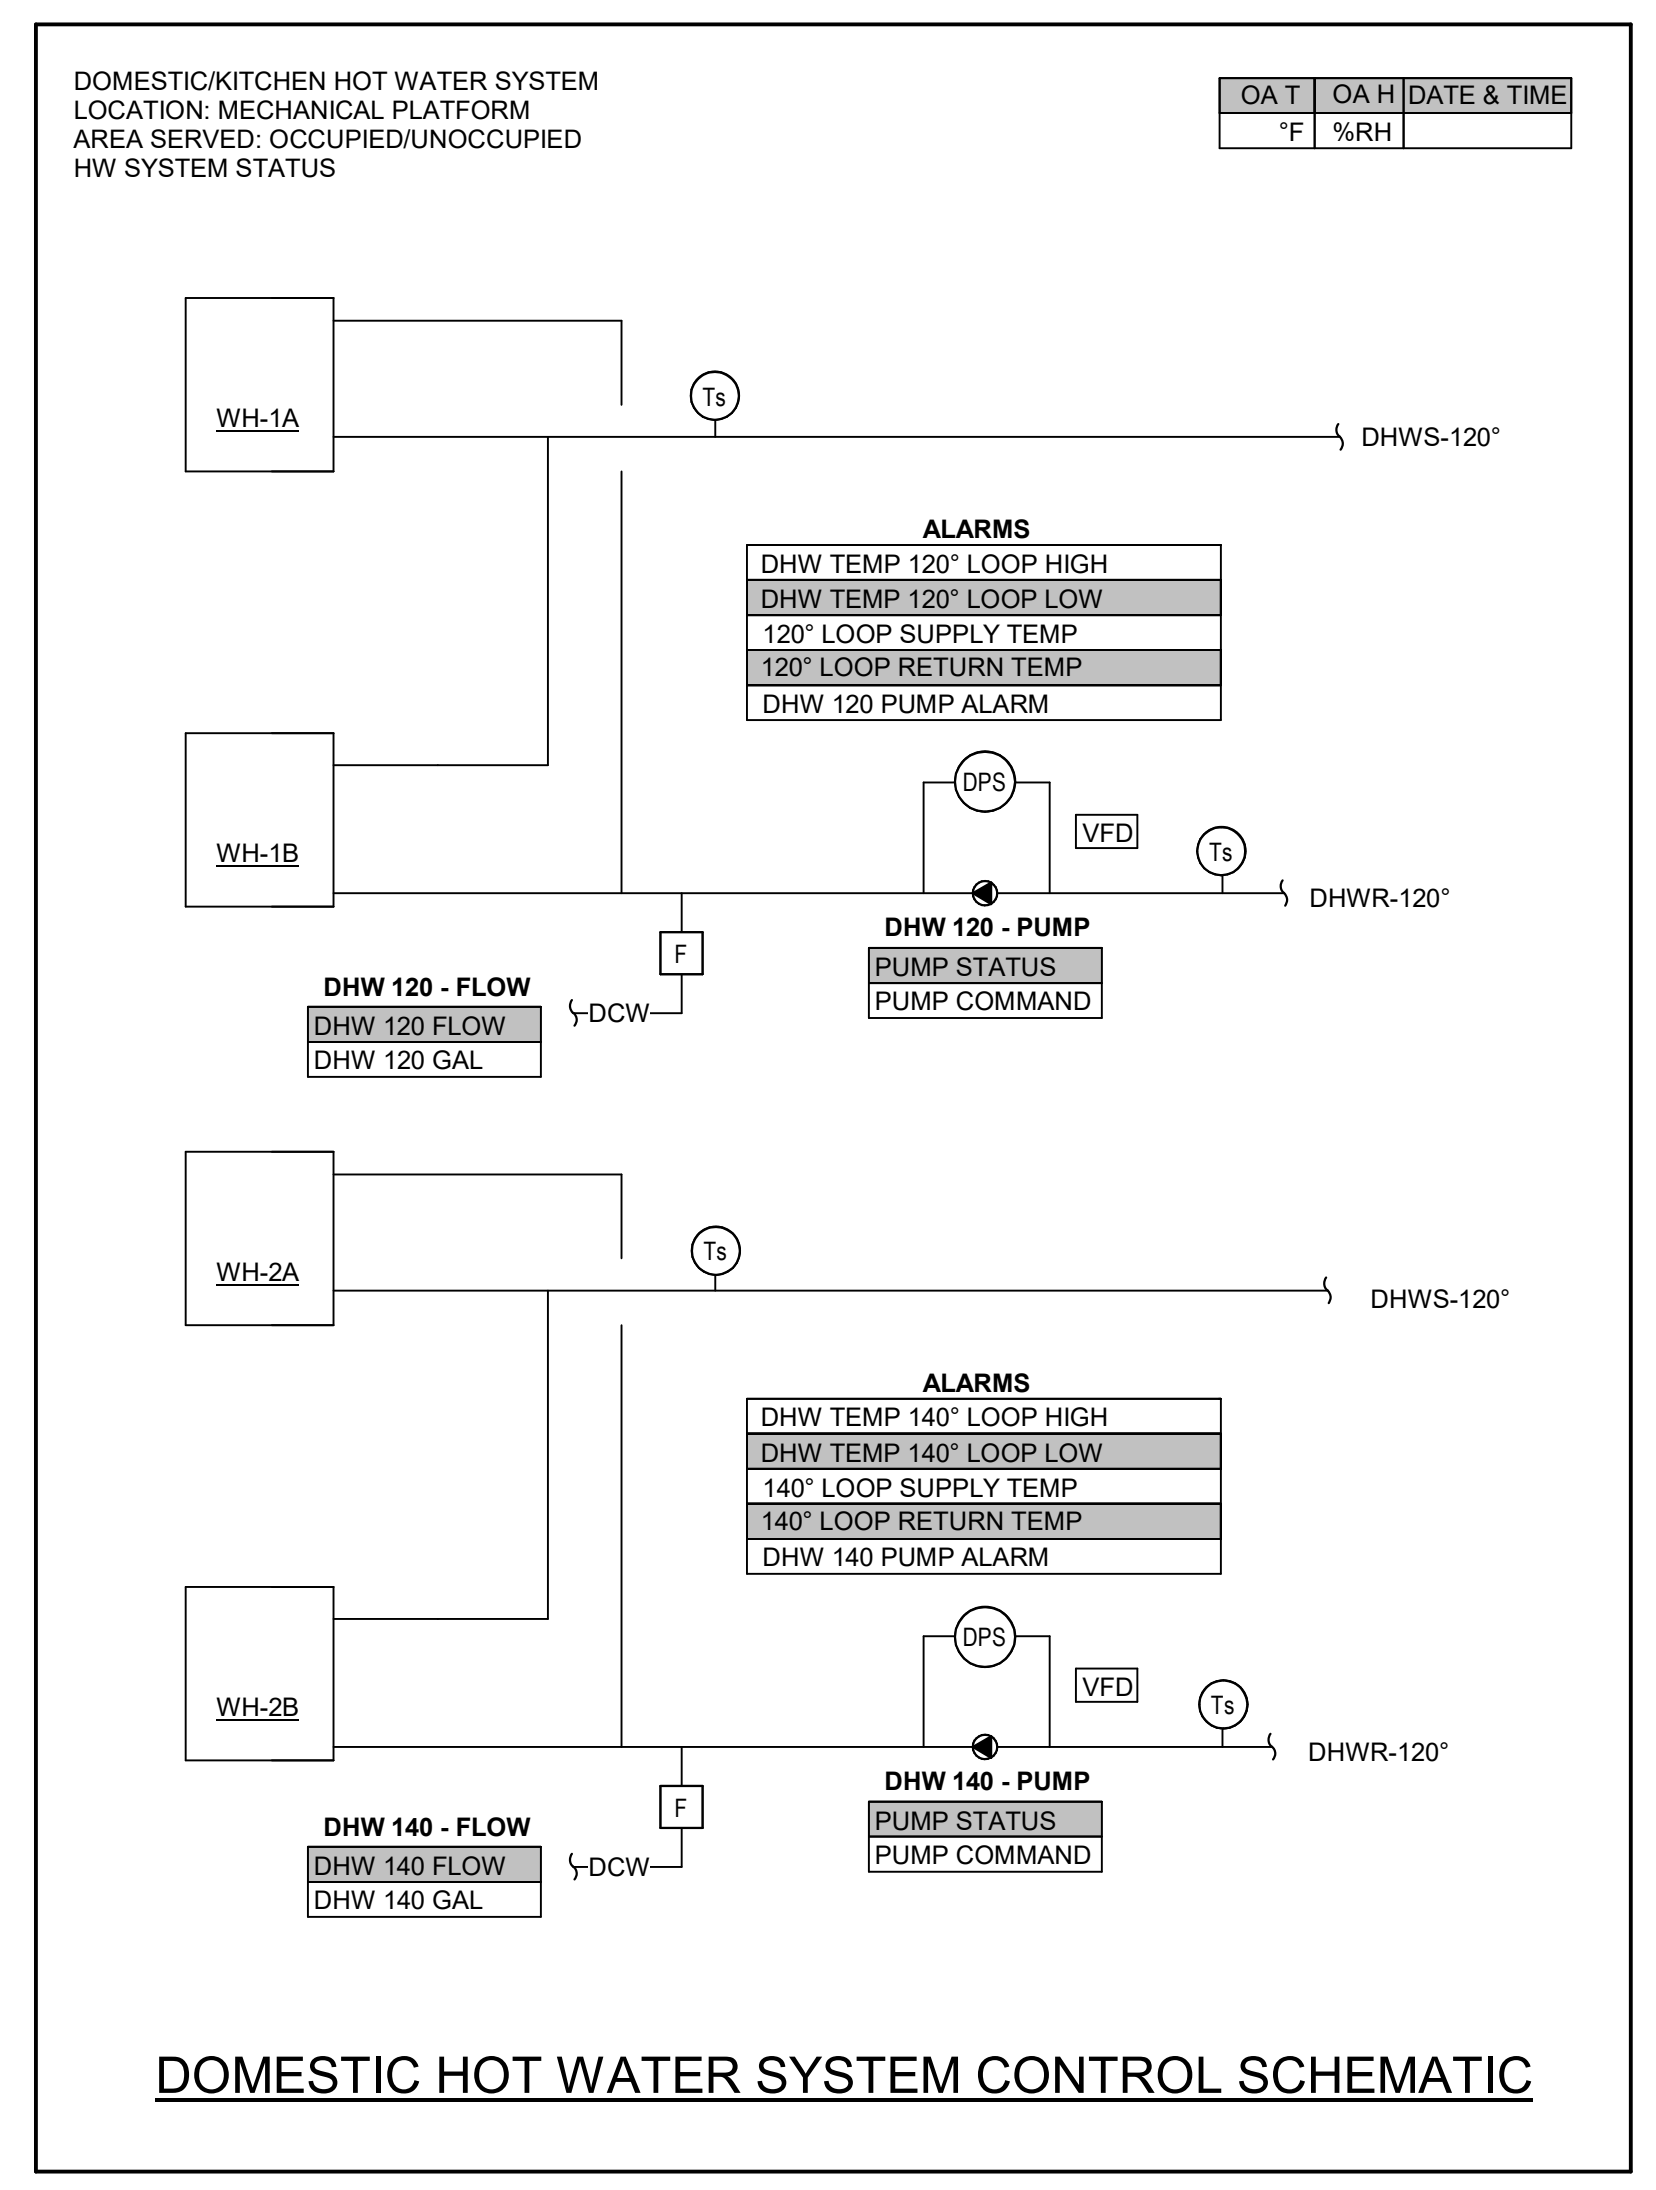 DOMESTIC/KITCHEN HOT WATER SYSTEM
LOCATION: MECHANICAL PLATFORM
AREA SERVED: OCCUPIED/UNOCCUPIED
HW SYSTEM STATUS
OA T OA H DATE & TIME
°F %RH
WH-1A
Ts
DHWS-120°
ALARMS
DHW TEMP 120° LOOP HIGH
DHW TEMP 120° LOOP LOW
120° LOOP SUPPLY TEMP
120° LOOP RETURN TEMP
DHW 120 PUMP ALARM
WH-1B
DPS
VFD
Ts
DHWR-120°
DHW 120 - PUMP
PUMP STATUS
PUMP COMMAND
F
DCW
DHW 120 - FLOW
DHW 120 FLOW
DHW 120 GAL
WH-2A
Ts
DHWS-120°
ALARMS
DHW TEMP 140° LOOP HIGH
DHW TEMP 140° LOOP LOW
140° LOOP SUPPLY TEMP
140° LOOP RETURN TEMP
DHW 140 PUMP ALARM
WH-2B
DPS
VFD
Ts
DHWR-120°
DHW 140 - PUMP
PUMP STATUS
PUMP COMMAND
F
DCW
DHW 140 - FLOW
DHW 140 FLOW
DHW 140 GAL
DOMESTIC HOT WATER SYSTEM CONTROL SCHEMATIC